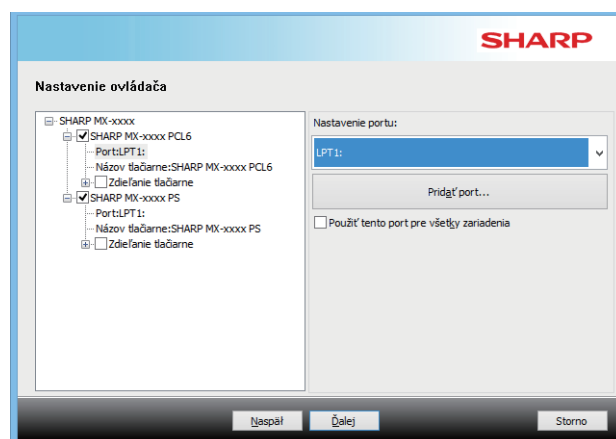 SHARP
Nastavenie ovládača
SHARP MX-xxxx
SHARP MX-xxxx PCL6
Port:LPT1:
Názov tlačiarne:SHARP MX-xxxx PCL6
Zdieľanie tlačiarne
SHARP MX-xxxx PS
Port:LPT1:
Názov tlačiarne:SHARP MX-xxxx PS
Zdieľanie tlačiarne
Nastavenie portu:
LPT1:
Pridať port...
Použiť tento port pre všetky zariadenia
Naspäť
Ďalej
Storno